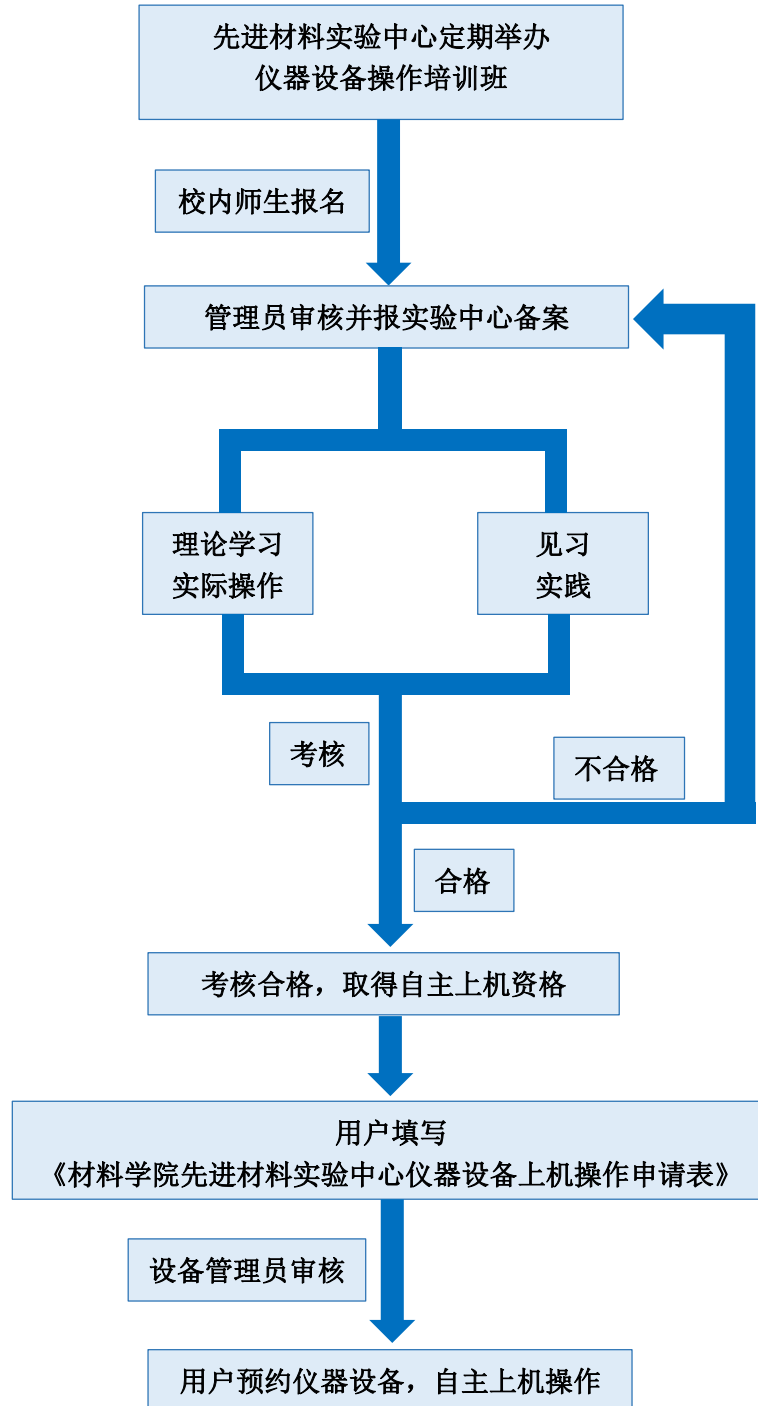 先进材料实验中心定期举办
仪器设备操作培训班
校内师生报名
管理员审核并报实验中心备案
理论学习
实际操作
见习
实践
考核
不合格
合格
考核合格，取得自主上机资格
用户填写
《材料学院先进材料实验中心仪器设备上机操作申请表》
设备管理员审核
用户预约仪器设备，自主上机操作